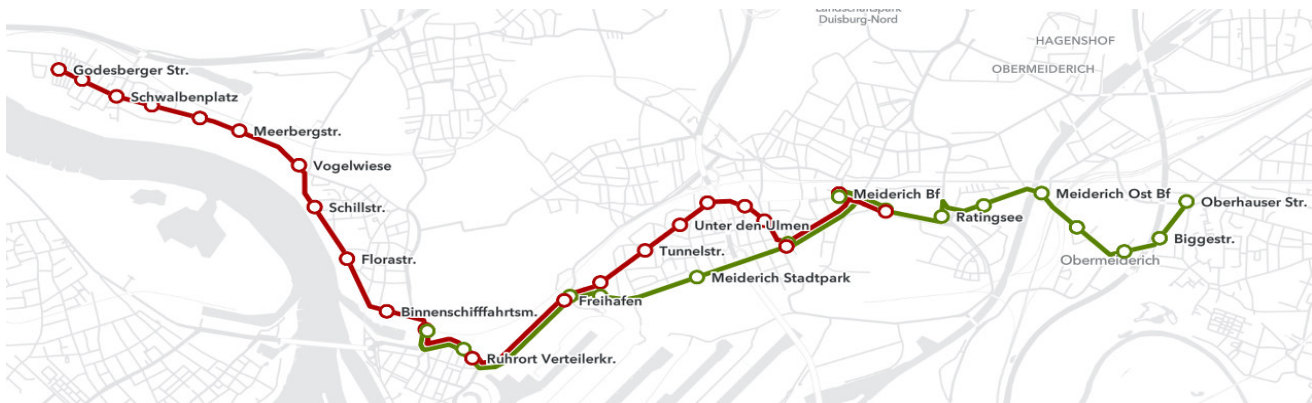 Landschaftspark
Duisburg-Nord
HAGENSHOF
OBERMEIDERICH
Godesberger Str.
Schwalbenplatz
Meerbergstr.
Vogelwiese
Schillstr.
Florastr.
Binnenschifffahrtsm.
Ruhrort Verteilerkr.
Freihafen
Tunnelstr.
Unter den Ulmen
Meiderich Stadtpark
Meiderich Bf
Ratingsee
Meiderich Ost Bf
Obermeiderich
Biggestr.
Oberhauser Str.